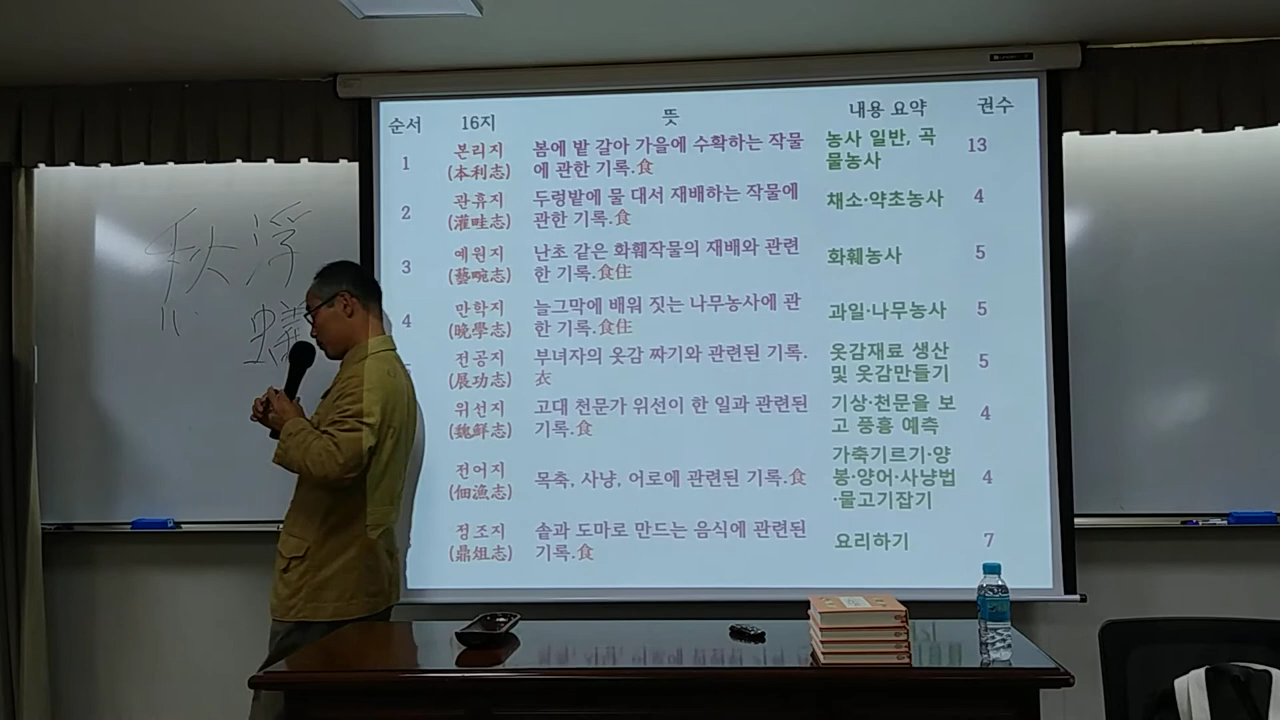 순서 16지 뜻 내용 요약 권수
1 본리지 (本利志) 봄에 밭 갈아 가을에 수확하는 작물에 관한 기록.食 농사 일반, 곡물농사 13
2 관휴지 (灌畦志) 두렁밭에 물 대서 재배하는 작물에 관한 기록.食 채소·약초농사 4
3 예원지 (藝畹志) 난초 같은 화훼작물의 재배와 관련한 기록.食住 화훼농사 5
4 만학지 (晩學志) 늘그막에 배워 짓는 나무농사에 관한 기록.食住 과일·나무농사 5
전공지 (展功志) 부녀자의 옷감 짜기와 관련된 기록.衣 옷감재료 생산 및 옷감만들기 5
위선지 (魏鮮志) 고대 천문가 위선이 한 일과 관련된 기록.食 기상·천문을 보고 풍흉 예측 4
전어지 (佃漁志) 목축, 사냥, 어로에 관련된 기록.食 가축기르기·양봉·양어·사냥법·물고기잡기 4
정조지 (鼎俎志) 솥과 도마로 만드는 음식에 관련된 기록.食 요리하기 7
秋 浮
蟻